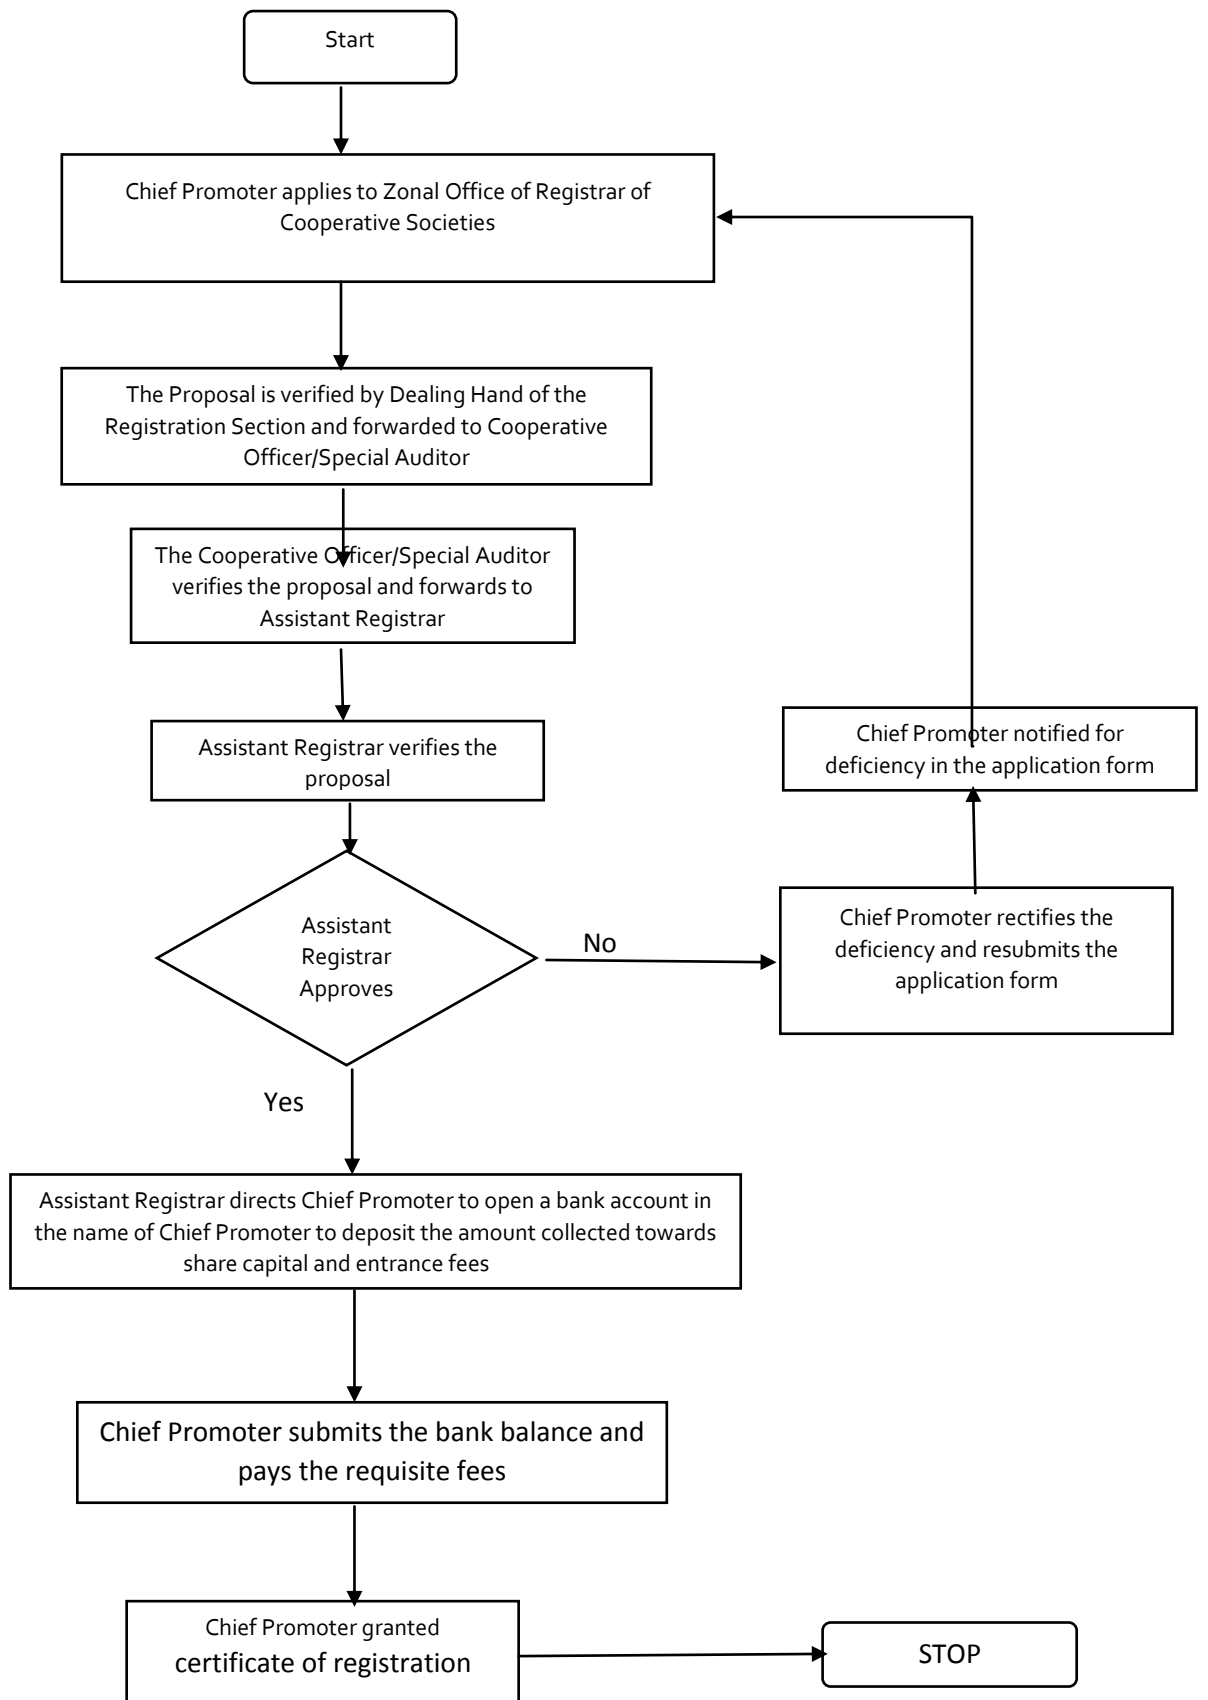 Start
Chief Promoter applies to Zonal Office of Registrar of
Cooperative Societies
The Proposal is verified by Dealing Hand of the
Registration Section and forwarded to Cooperative
Officer/Special Auditor
The Cooperative Officer/Special Auditor
verifies the proposal and forwards to
Assistant Registrar
Assistant Registrar verifies the
proposal
Chief Promoter notified for
deficiency in the application form
Assistant
Registrar
Approves
No
Chief Promoter rectifies the
deficiency and resubmits the
application form
Yes
Assistant Registrar directs Chief Promoter to open a bank account in
the name of Chief Promoter to deposit the amount collected towards
share capital and entrance fees
Chief Promoter submits the bank balance and
pays the requisite fees
Chief Promoter granted
certificate of registration
STOP